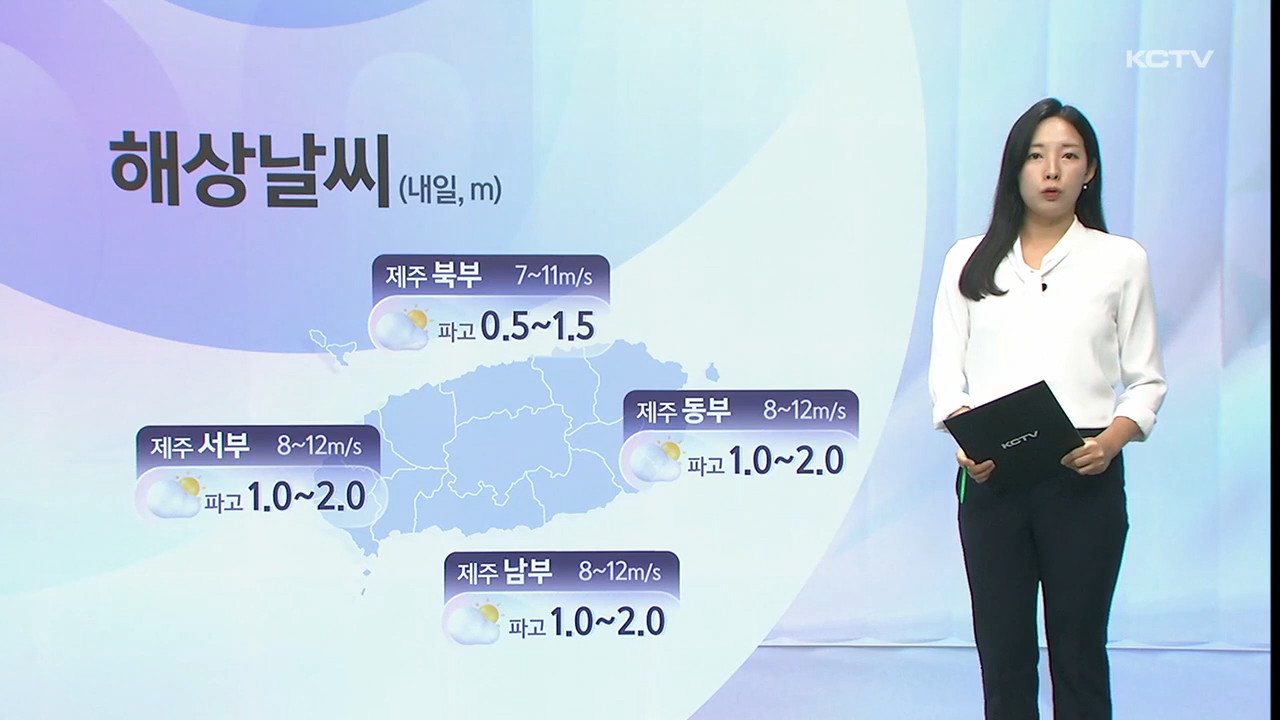 KCTV
해상날씨 (내일, m)
제주 북부 7~11m/s
파고 0.5~1.5
제주 동부 8~12m/s
파고 1.0~2.0
제주 서부 8~12m/s
파고 1.0~2.0
제주 남부 8~12m/s
파고 1.0~2.0
KCTV